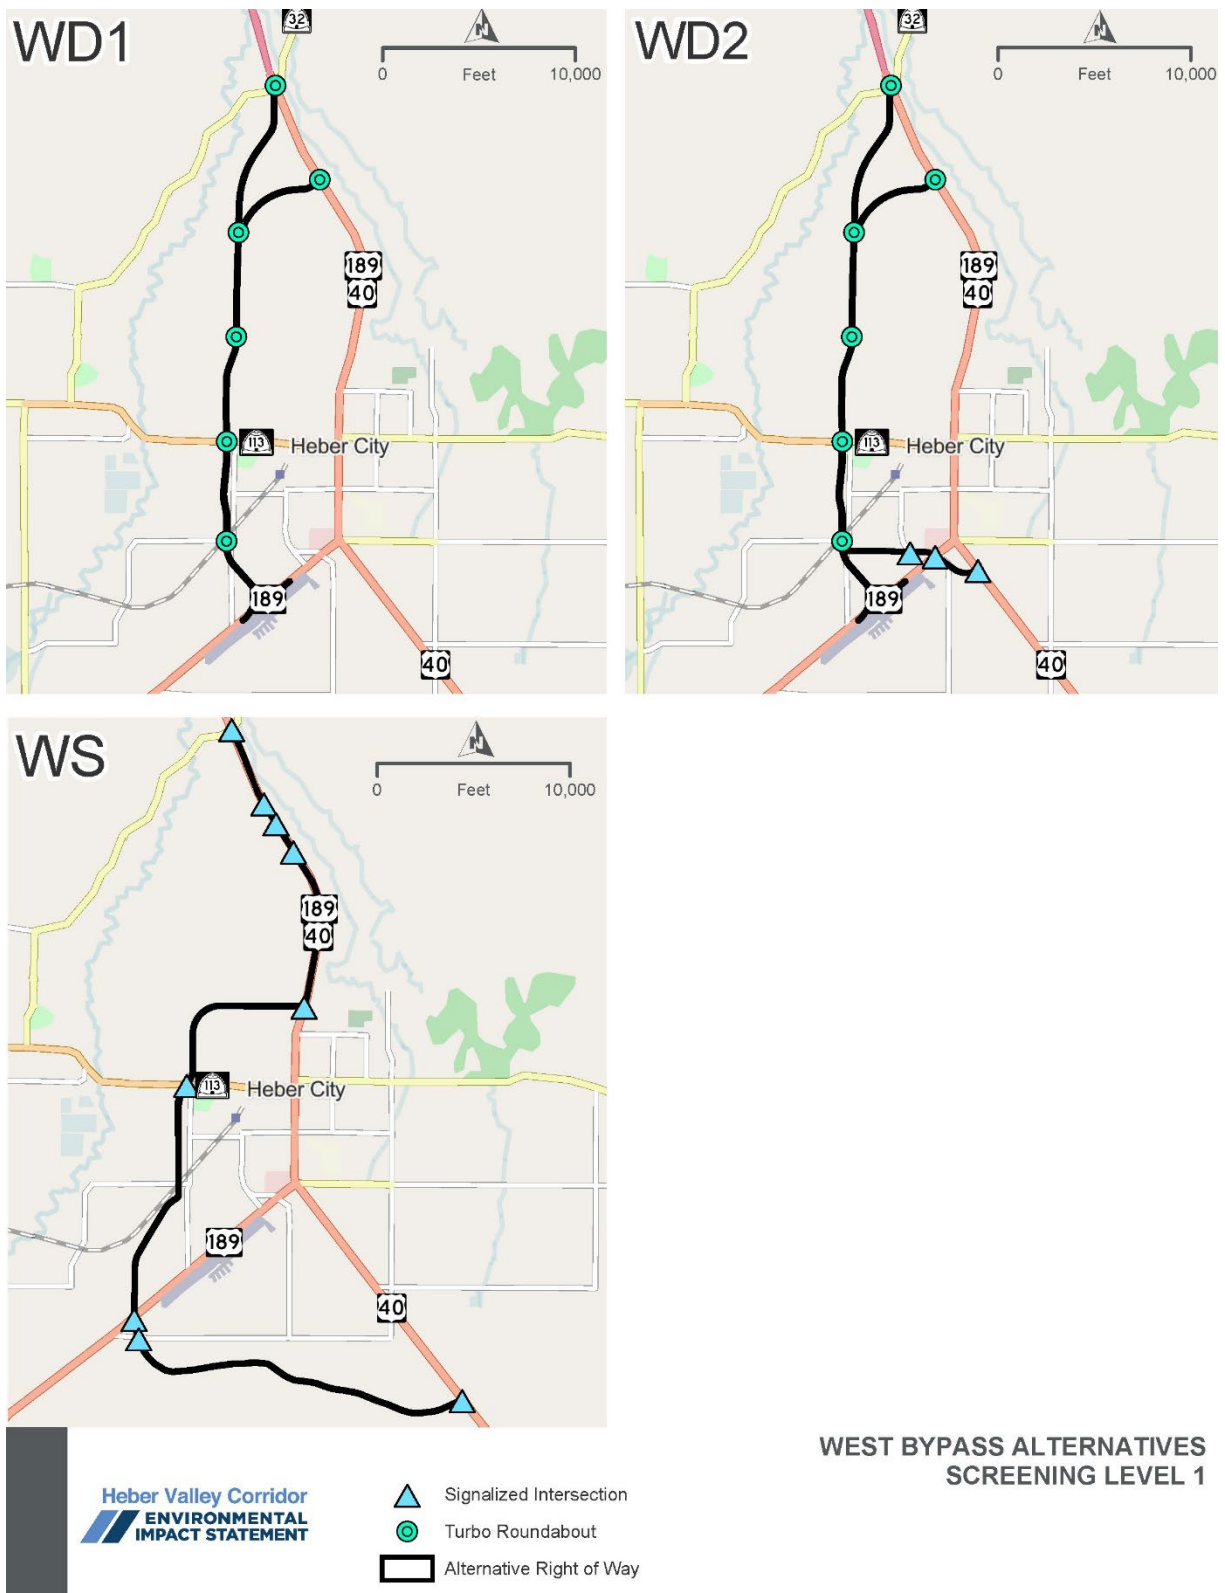 WD1
32
N
0
10,000
Feet
189
40
113
Heber City
189
40
WD2
32
N
0
10,000
Feet
189
40
113
Heber City
189
40
WS
N
0
Feet
10,000
189
40
113
Heber City
189
40
WEST BYPASS ALTERNATIVES
SCREENING LEVEL 1
Heber Valley Corridor
ENVIRONMENTAL
IMPACT STATEMENT
Signalized Intersection
Turbo Roundabout
Alternative Right of Way